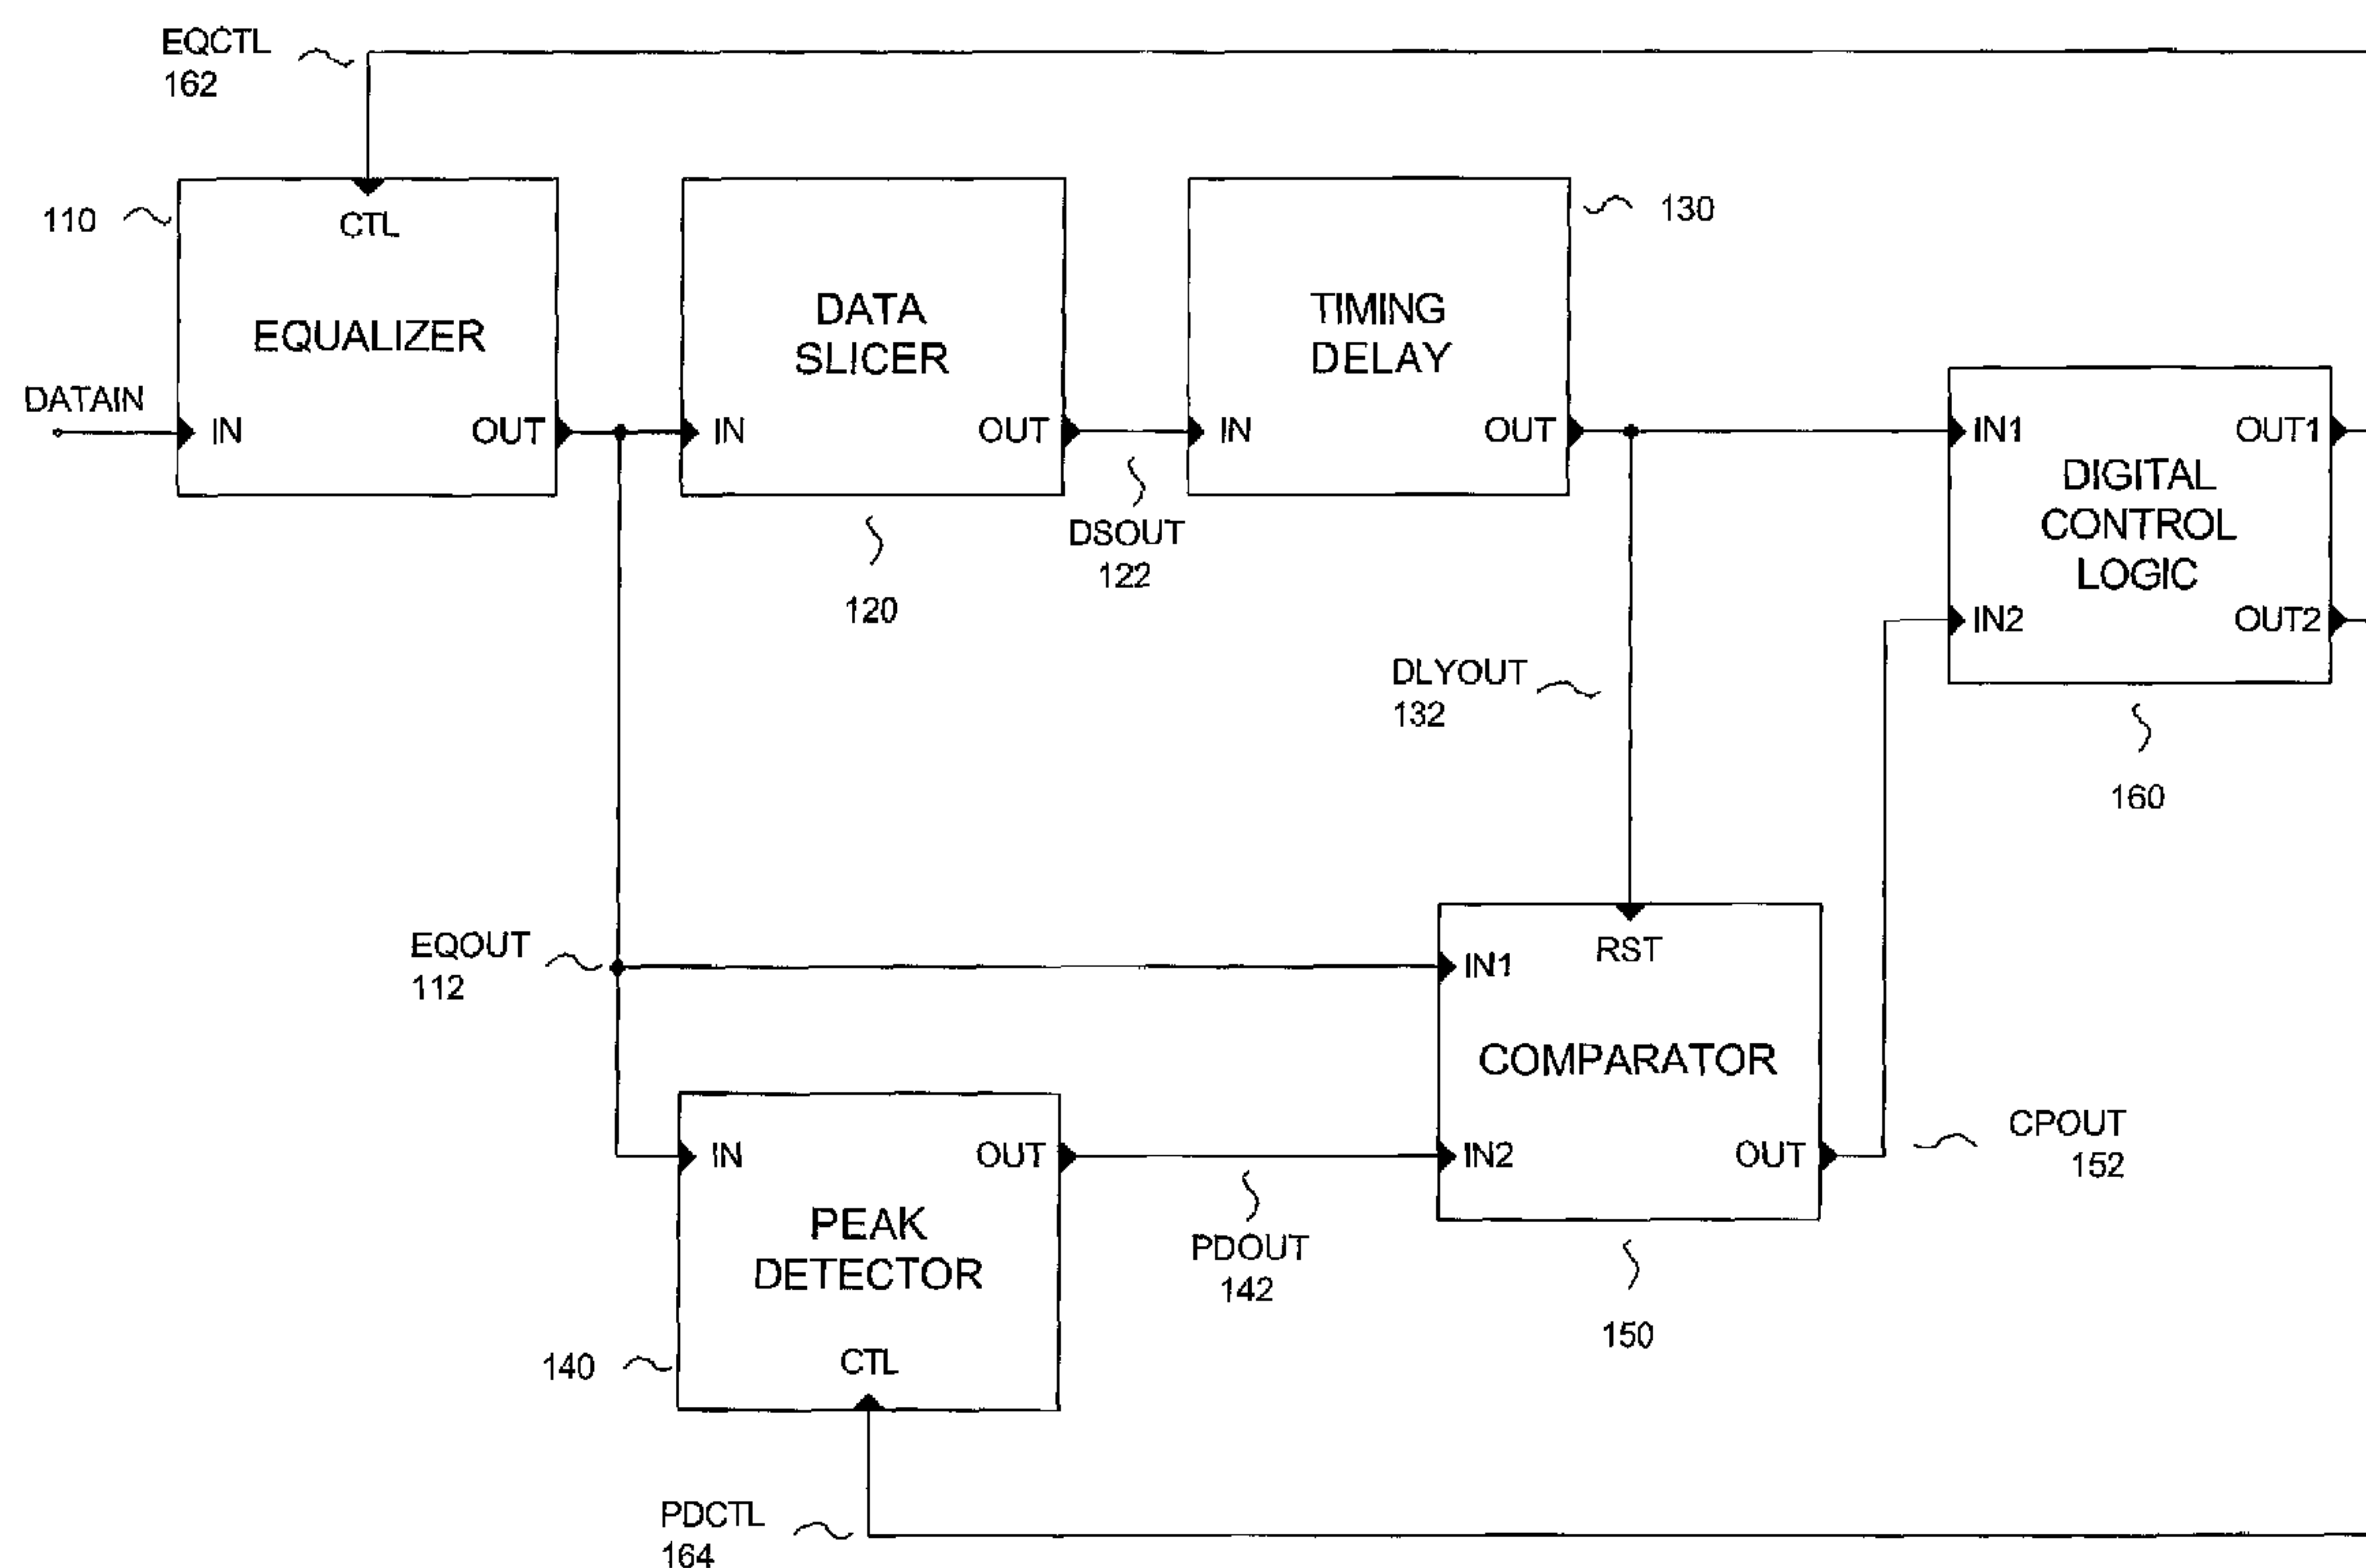 EQCTL
162
110
CTL
EQUALIZER
DATAIN
IN
OUT
DATA
SLICER
IN
OUT
120
DSOUT
122
TIMING
DELAY
IN
OUT
130
DLYOUT
132
IN1
OUT1
DIGITAL
CONTROL
LOGIC
IN2
OUT2
160
EQOUT
112
IN1
RST
COMPARATOR
IN2
OUT
150
CPOUT
152
IN
OUT
PEAK
DETECTOR
CTL
140
PDOUT
142
PDCTL
164